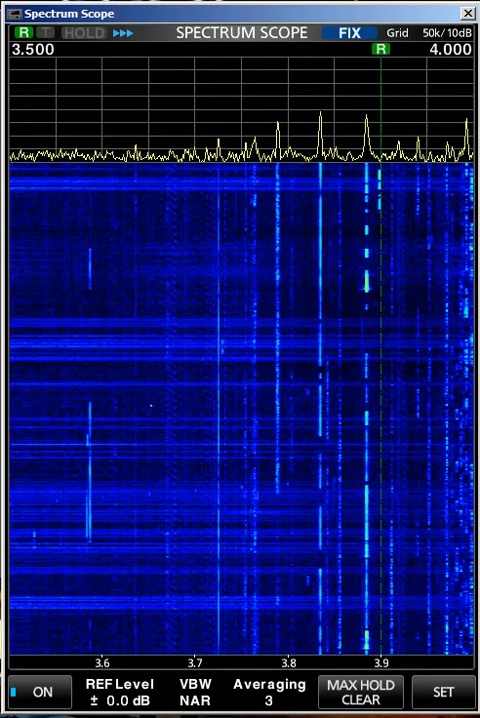 Spectrum Scope
R T HOLD SPECTRUM SCOPE FIX Grid 50k/10dB
3.500 R 4.000
3.6 3.7 3.8 3.9
ON REF Level ± 0.0 dB VBW NAR Averaging 3 MAX HOLD CLEAR SET